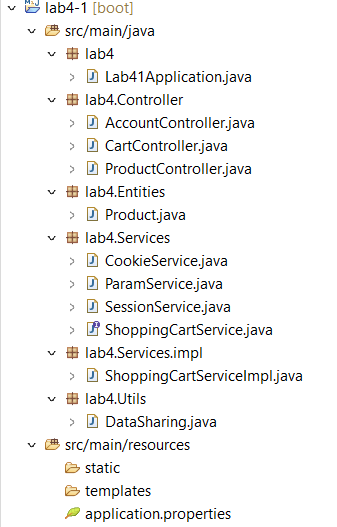 lab4-1 [boot]
src/main/java
lab4
Lab41Application.java
lab4.Controller
AccountController.java
CartController.java
ProductController.java
lab4.Entities
Product.java
lab4.Services
CookieService.java
ParamService.java
SessionService.java
ShoppingCartService.java
lab4.Services.impl
ShoppingCartServiceImpl.java
lab4.Utils
DataSharing.java
src/main/resources
static
templates
application.properties